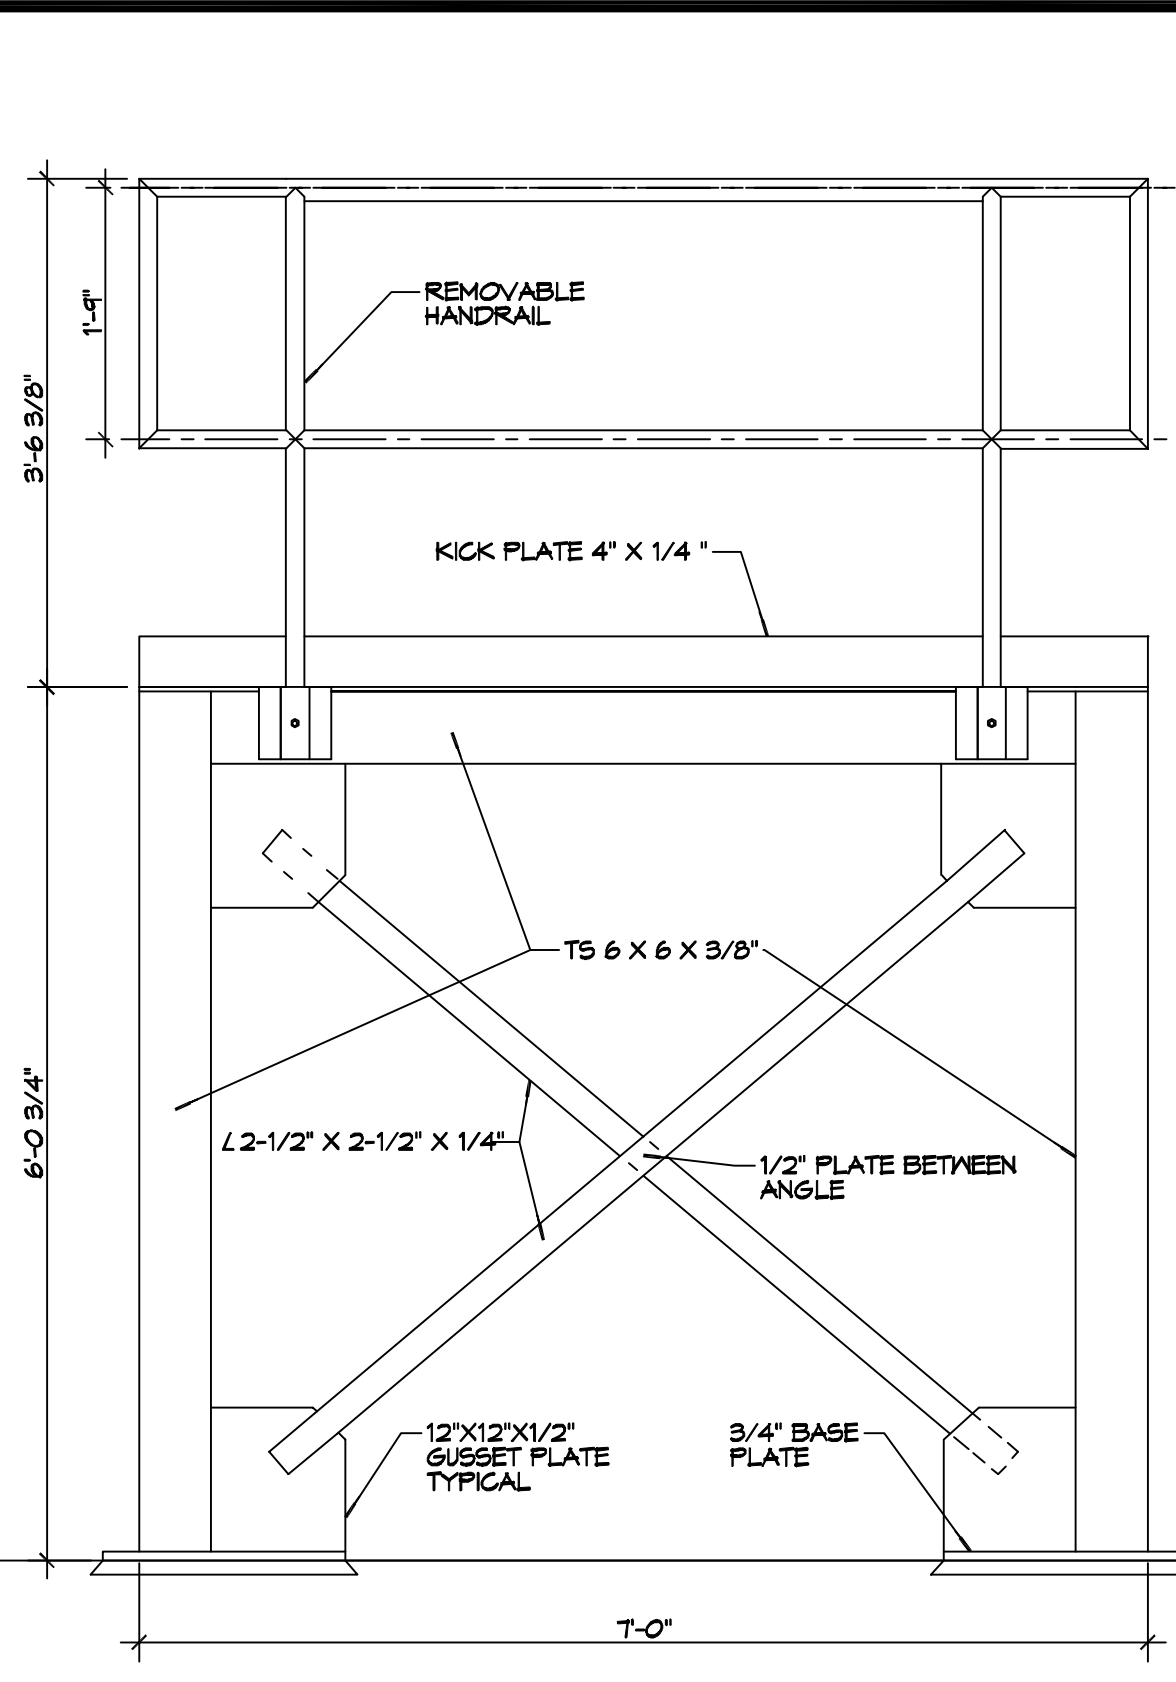 1'-9"
REMOVABLE
HANDRAIL
3'-6 3/8"
KICK PLATE 4" X 1/4 "
TS 6 X 6 X 3/8"
6'-0 3/4"
L 2-1/2" X 2-1/2" X 1/4"
1/2" PLATE BETWEEN
ANGLE
12"X12"X1/2"
GUSSET PLATE
TYPICAL
3/4" BASE
PLATE
7'-0"